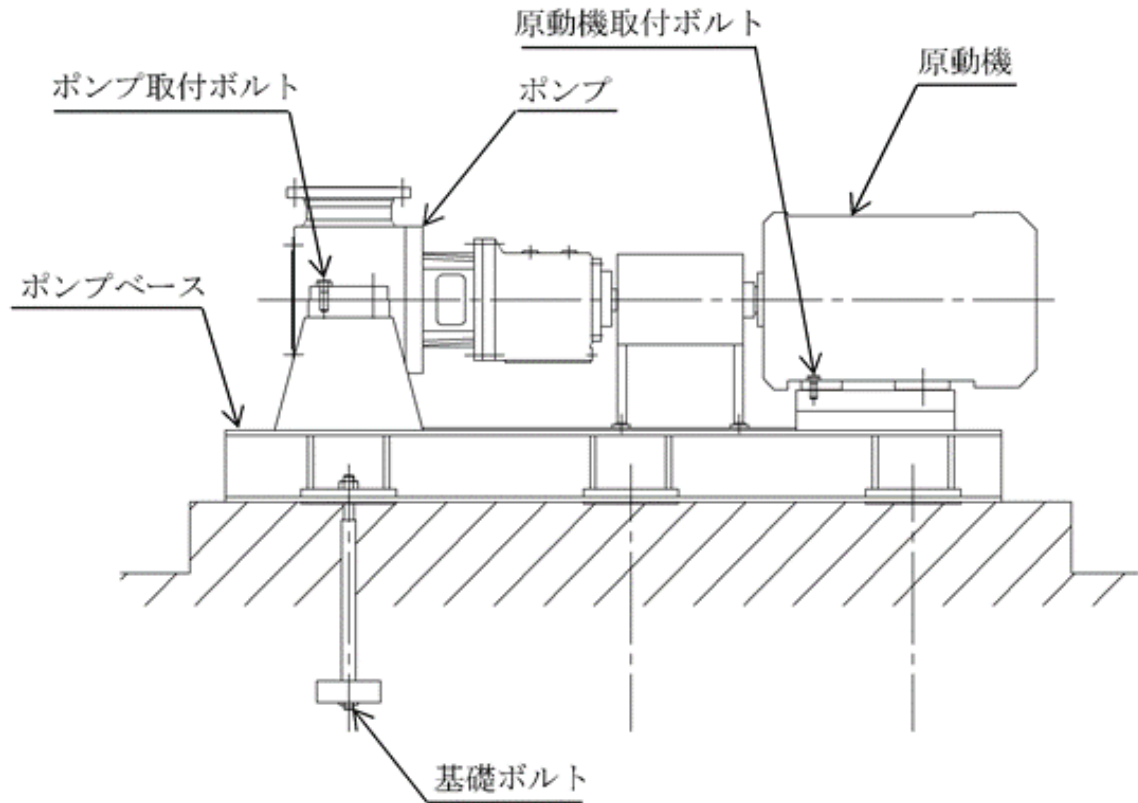 原動機取付ボルト
原動機
ポンプ取付ボルト
ポンプ
ポンプベース
基礎ボルト